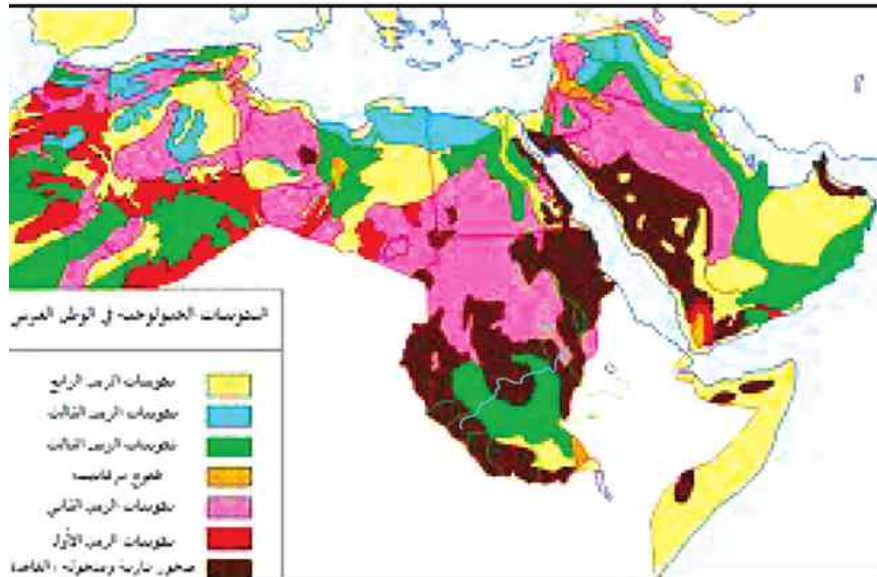 التكوينات الجيولوجية في الوطن العربي
تكوينات الزمن الرابع
تكوينات الزمن الثالث
تكوينات الزمن الثالث
طفوح بركانية
تكوينات الزمن الثاني
تكوينات الزمن الأول
صخور نارية ومتحولة ، القاعدة